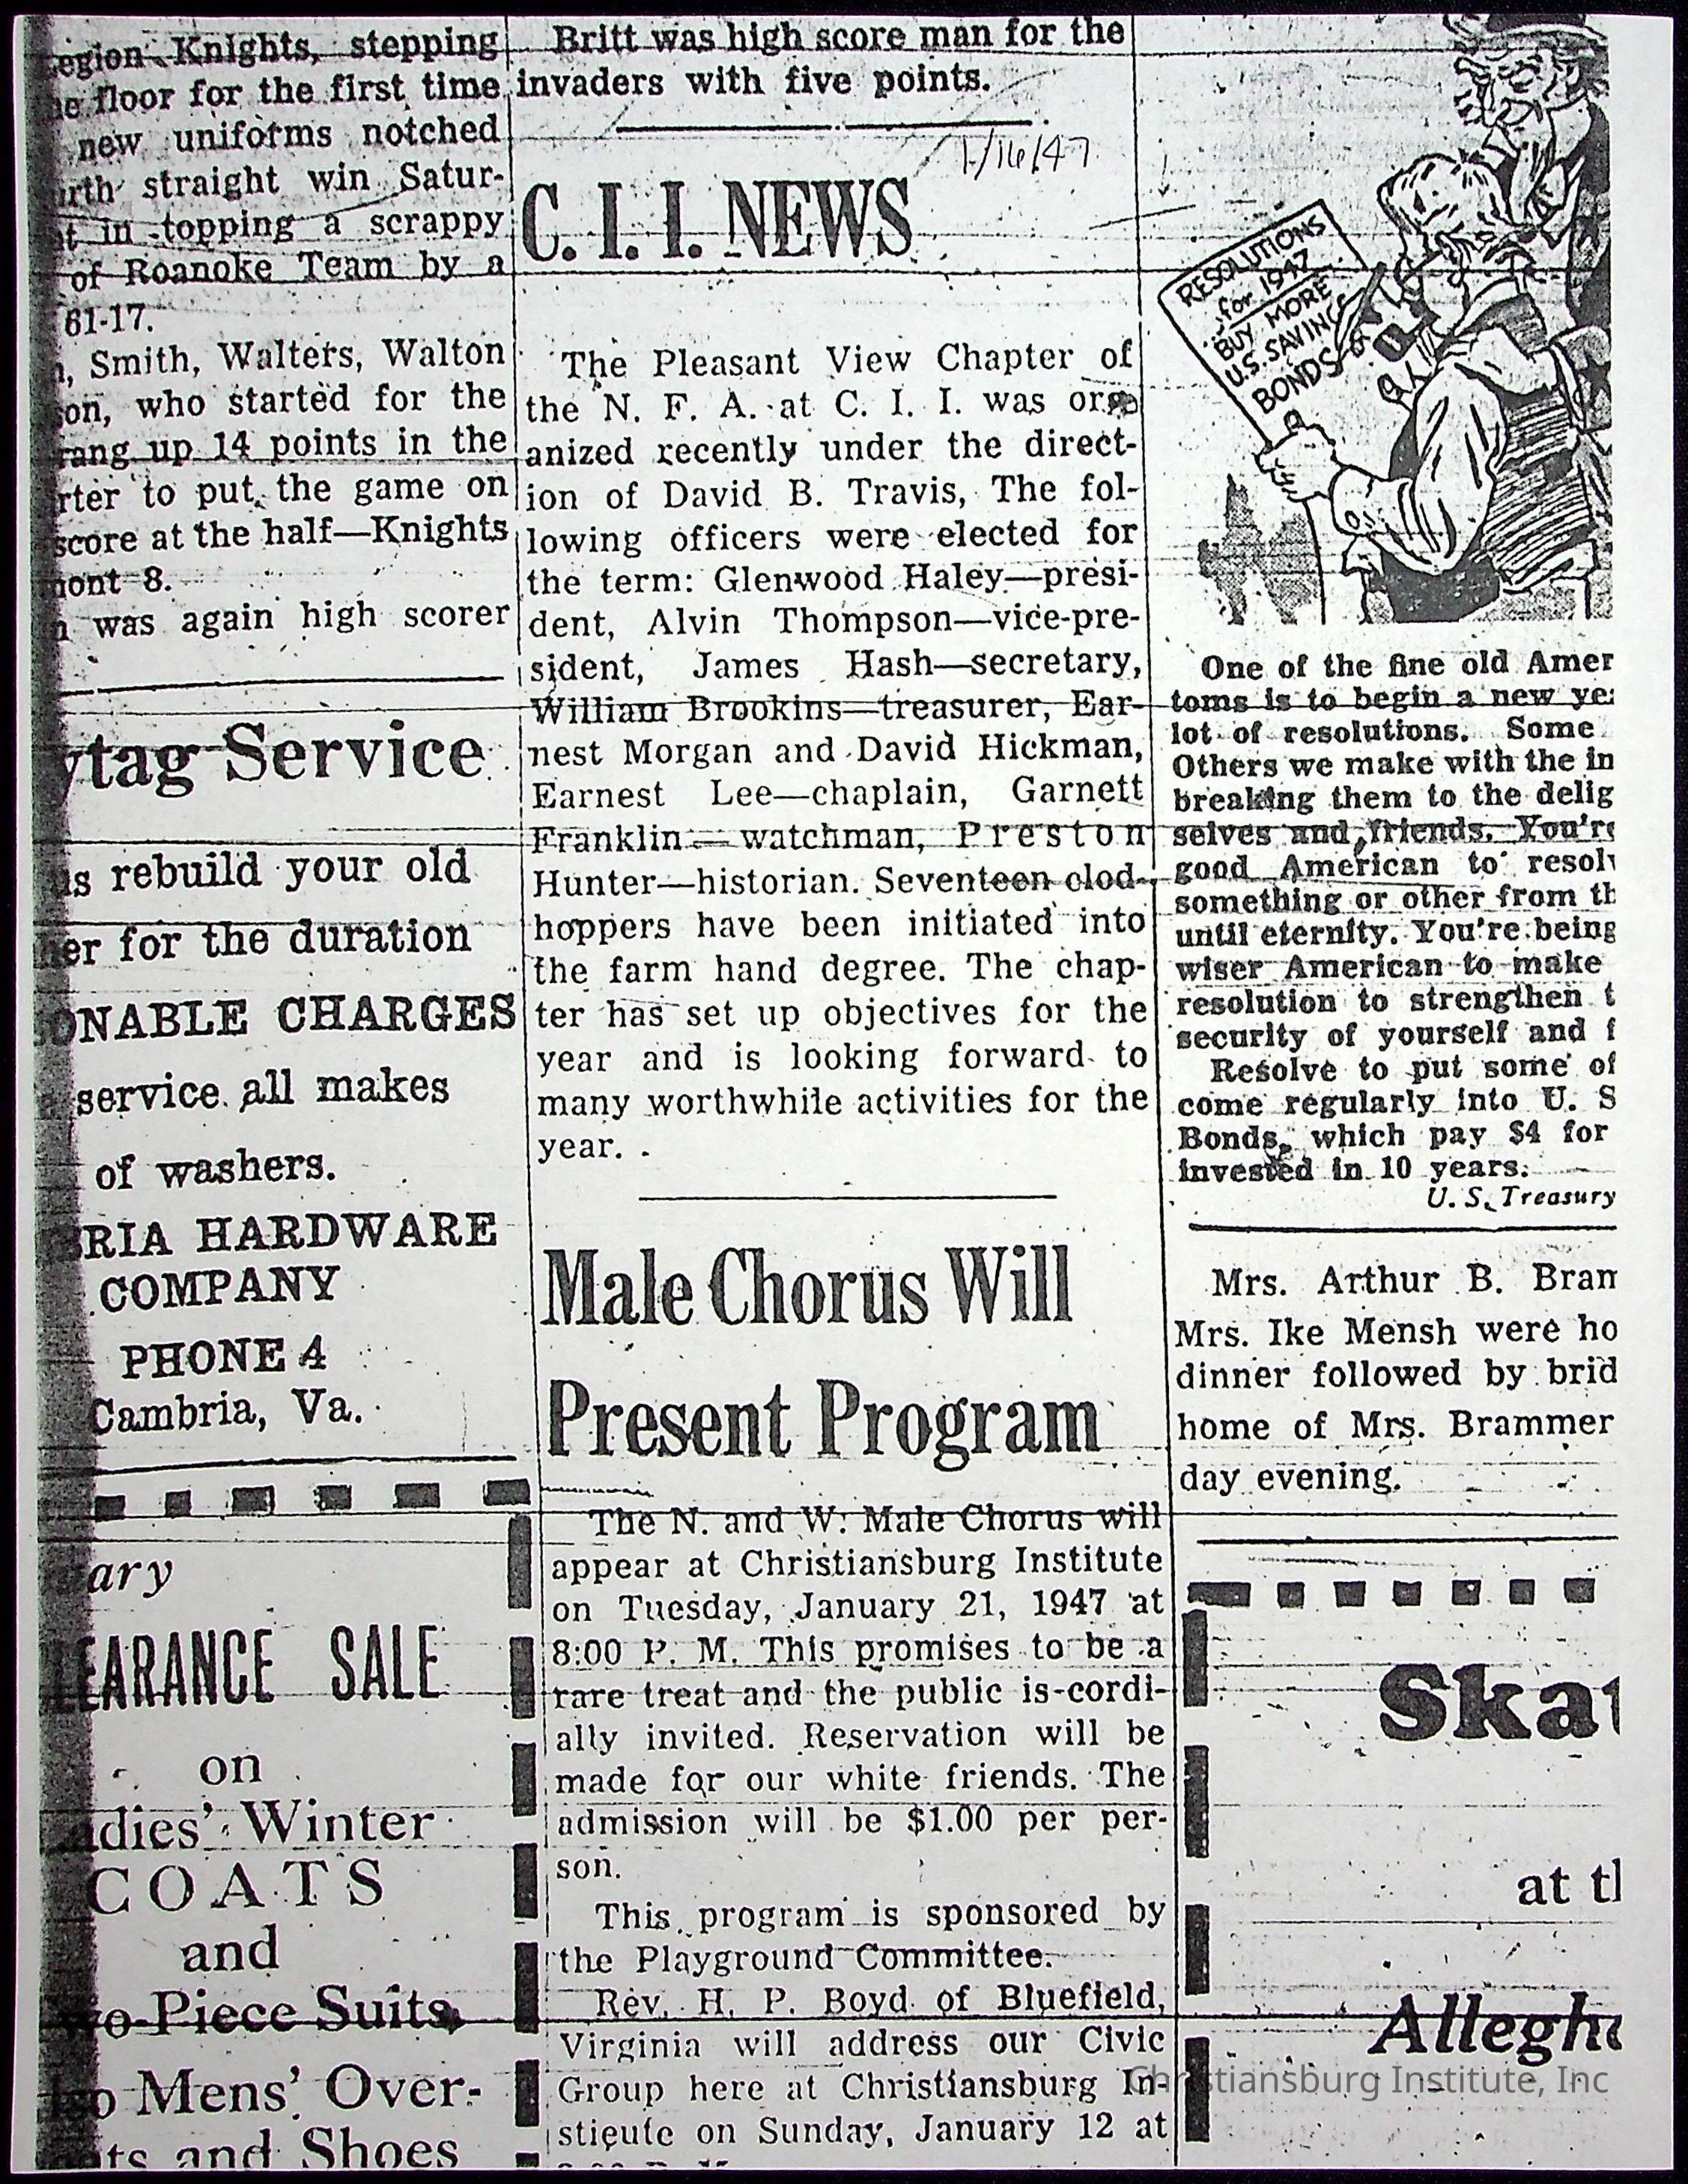 egion Knights, stepping
e floor for the first time
new uniforms notched
rth straight win Satur-
t in topping a scrappy
of Roanoke Team by a
61-17.
, Smith, Walters, Walton
on, who started for the
rang up 14 points in the
rter to put the game on
score at the half—Knights
mont 8.
was again high scorer
ytag Service
s rebuild your old
er for the duration
ONABLE CHARGES
service all makes
of washers.
RIA HARDWARE
COMPANY
PHONE 4
Cambria, Va.
ary
EARANCE SALE
on
dies' Winter
COATS
and
wo-Piece Suits
so Mens' Over-
ts and Shoes
Britt was high score man for the
invaders with five points.
1/16/47
C. I. I. NEWS
The Pleasant View Chapter of
the N. F. A. at C. I. I. was org
anized recently under the direct-
ion of David B. Travis, The fol-
lowing officers were elected for
the term: Glenwood Haley—presi-
dent, Alvin Thompson—vice-pre-
sident, James Hash—secretary,
William Brookins—treasurer, Ear-
nest Morgan and David Hickman,
Earnest Lee—chaplain, Garnett
Franklin — watchman, Preston
Hunter—historian. Seventeen clod-
hoppers have been initiated into
the farm hand degree. The chap-
ter has set up objectives for the
year and is looking forward to
many worthwhile activities for the
year.
Male Chorus Will
Present Program
The N. and W. Male Chorus will
appear at Christiansburg Institute
on Tuesday, January 21, 1947 at
8:00 P. M. This promises to be a
rare treat and the public is cordi-
ally invited. Reservation will be
made for our white friends. The
admission will be $1.00 per per-
son.
This program is sponsored by
the Playground Committee.
Rev. H. P. Boyd of Bluefield,
Virginia will address our Civic
Group here at Christiansburg In-
stieute on Sunday, January 12 at
RESOLUTIONS
for 1947
BUY MORE
U.S. SAVINGS
BONDS
One of the fine old Amer
toms is to begin a new ye
lot of resolutions. Some
Others we make with the in
breaking them to the delig
selves and friends. You're
good American to resolv
something or other from th
until eternity. You're being
wiser American to make
resolution to strengthen t
security of yourself and f
Resolve to put some of
come regularly into U. S
Bonds, which pay $4 for
invested in 10 years.
U. S. Treasury
Mrs. Arthur B. Bram
Mrs. Ike Mensh were ho
dinner followed by brid
home of Mrs. Brammer
day evening.
Skat
at th
Allegh
Christiansburg Institute, Inc